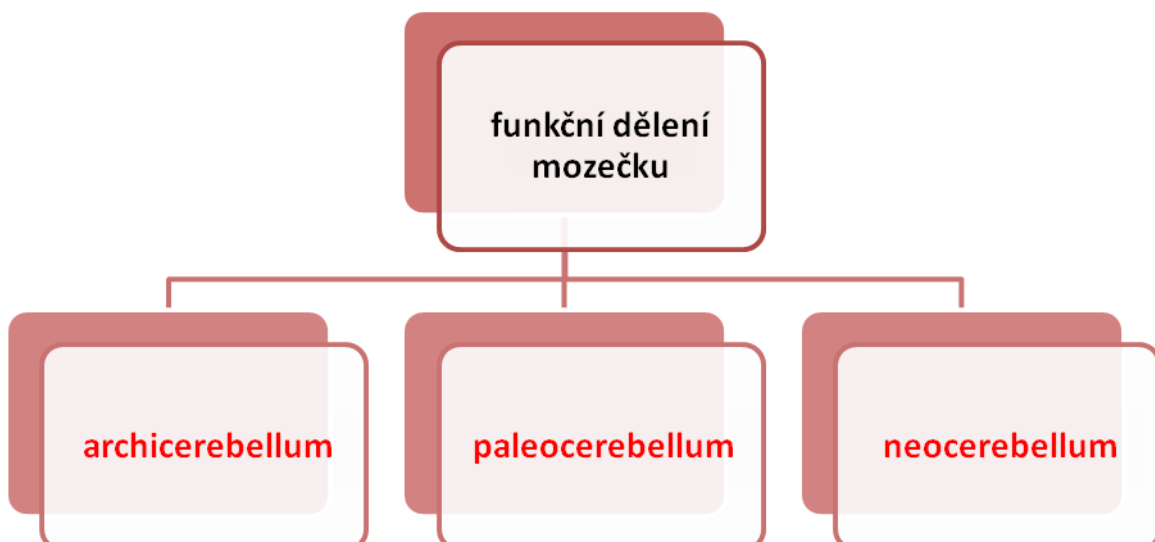 funkční dělení
mozečku
archicerebellum
paleocerebellum
neocerebellum